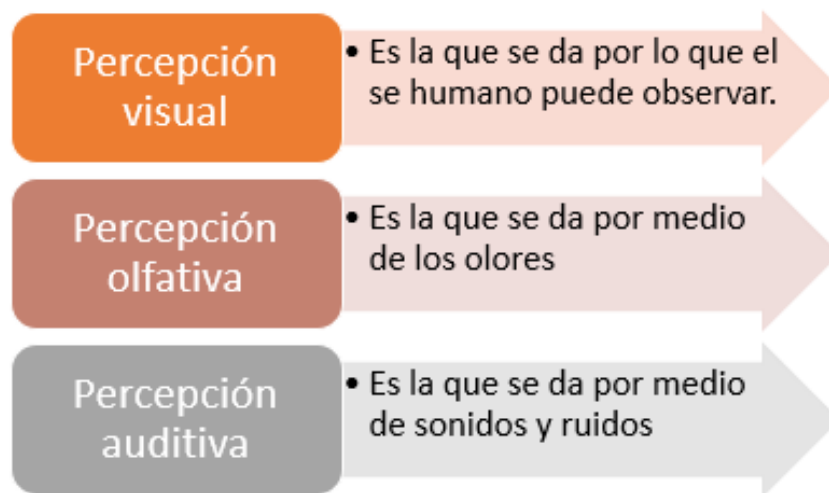 Percepción
visual
• Es la que se da por lo que el
se humano puede observar.
Percepción
olfativa
• Es la que se da por medio
de los olores
Percepción
auditiva
• Es la que se da por medio
de sonidos y ruidos